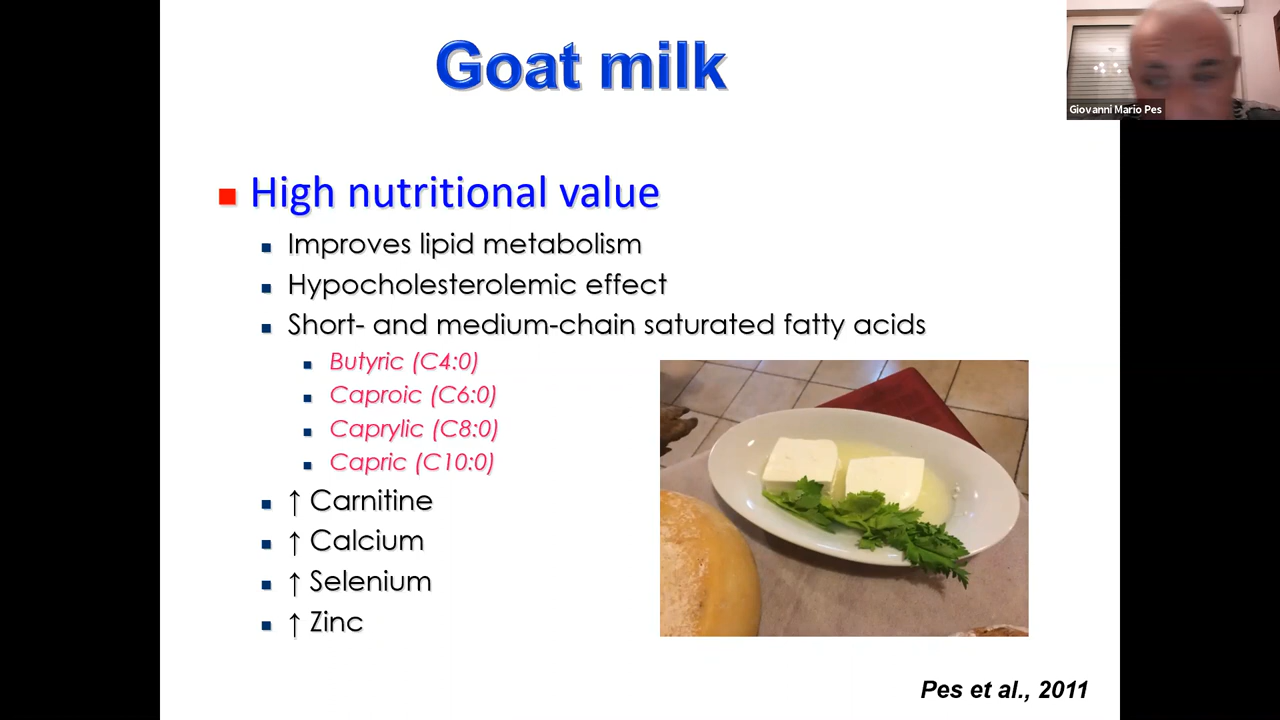 Goat milk
Giovanni Mario Pes
High nutritional value
Improves lipid metabolism
Hypocholesterolemic effect
Short- and medium-chain saturated fatty acids
Butyric (C4:0)
Caproic (C6:0)
Caprylic (C8:0)
Capric (C10:0)
↑ Carnitine
↑ Calcium
↑ Selenium
↑ Zinc
Pes et al., 2011